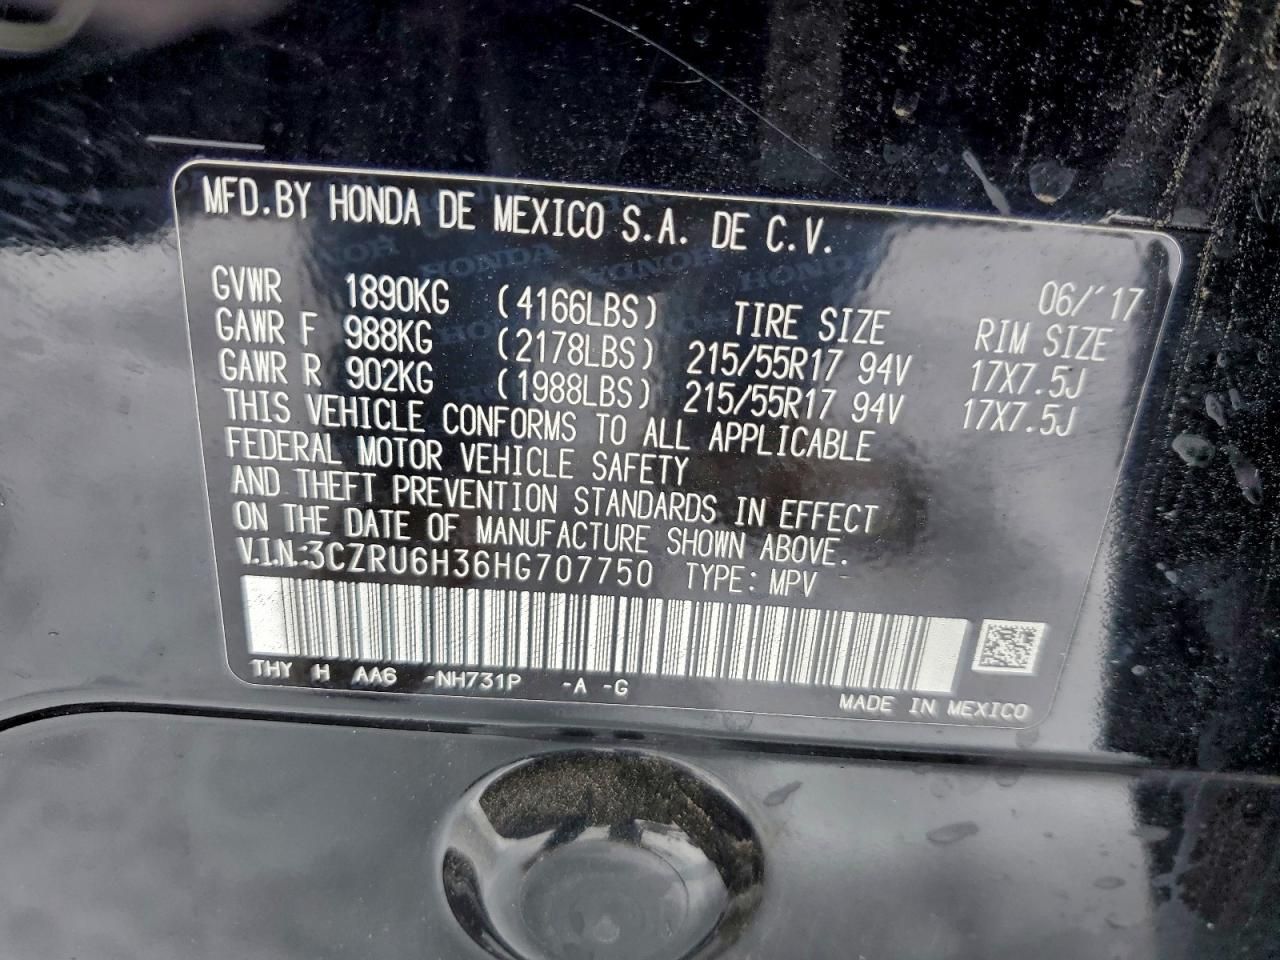 MFD.BY HONDA DE MEXICO S.A. DE C.V.
06/'17
GVWR 1890KG (4166LBS) TIRE SIZE RIM SIZE
GAWR F 988KG (2178LBS) 215/55R17 94V 17X7.5J
GAWR R 902KG (1988LBS) 215/55R17 94V 17X7.5J
THIS VEHICLE CONFORMS TO ALL APPLICABLE
FEDERAL MOTOR VEHICLE SAFETY
AND THEFT PREVENTION STANDARDS IN EFFECT
ON THE DATE OF MANUFACTURE SHOWN ABOVE.
V.I.N.:3CZRU6H36HG707750 TYPE: MPV
THY H AA6 -NH731P -A -G
MADE IN MEXICO